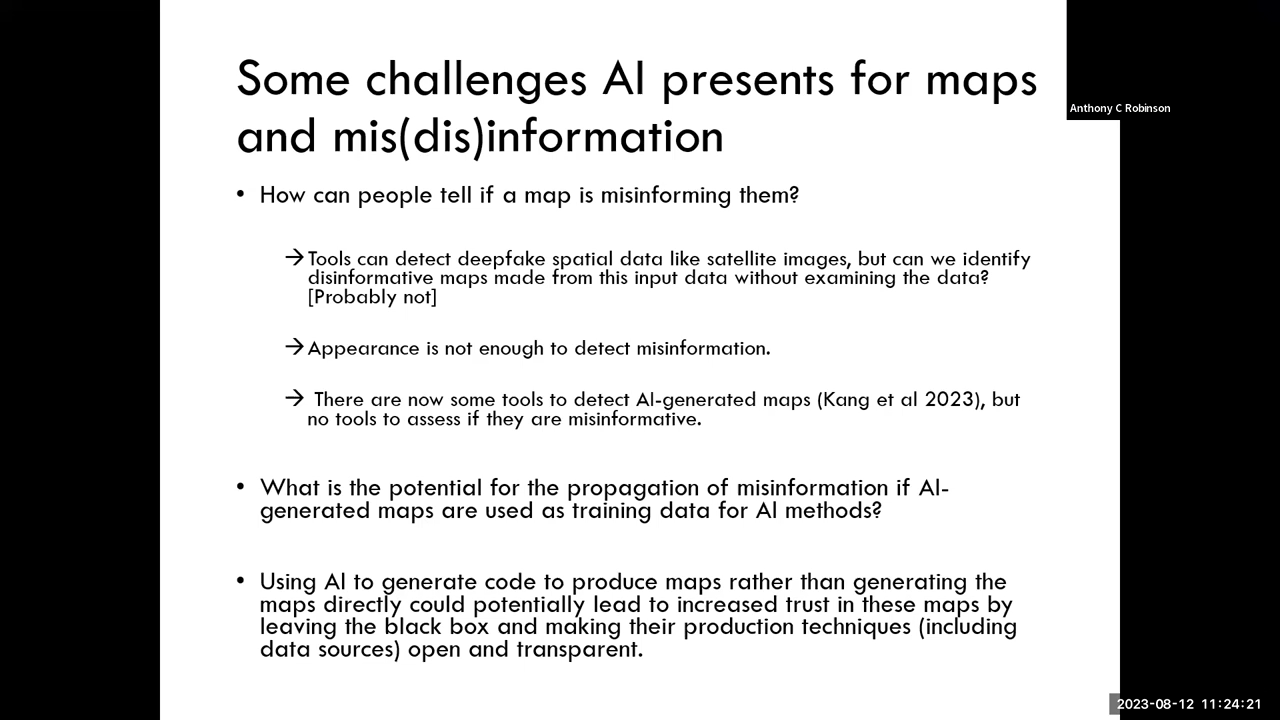 Some challenges AI presents for maps
and mis(dis)information
Anthony C Robinson
• How can people tell if a map is misinforming them?
→Tools can detect deepfake spatial data like satellite images, but can we identify
disinformative maps made from this input data without examining the data?
[Probably not]
→Appearance is not enough to detect misinformation.
→ There are now some tools to detect AI-generated maps (Kang et al 2023), but
no tools to assess if they are misinformative.
• What is the potential for the propagation of misinformation if AI-
generated maps are used as training data for AI methods?
• Using AI to generate code to produce maps rather than generating the
maps directly could potentially lead to increased trust in these maps by
leaving the black box and making their production techniques (including
data sources) open and transparent.
2023-08-12 11:24:21